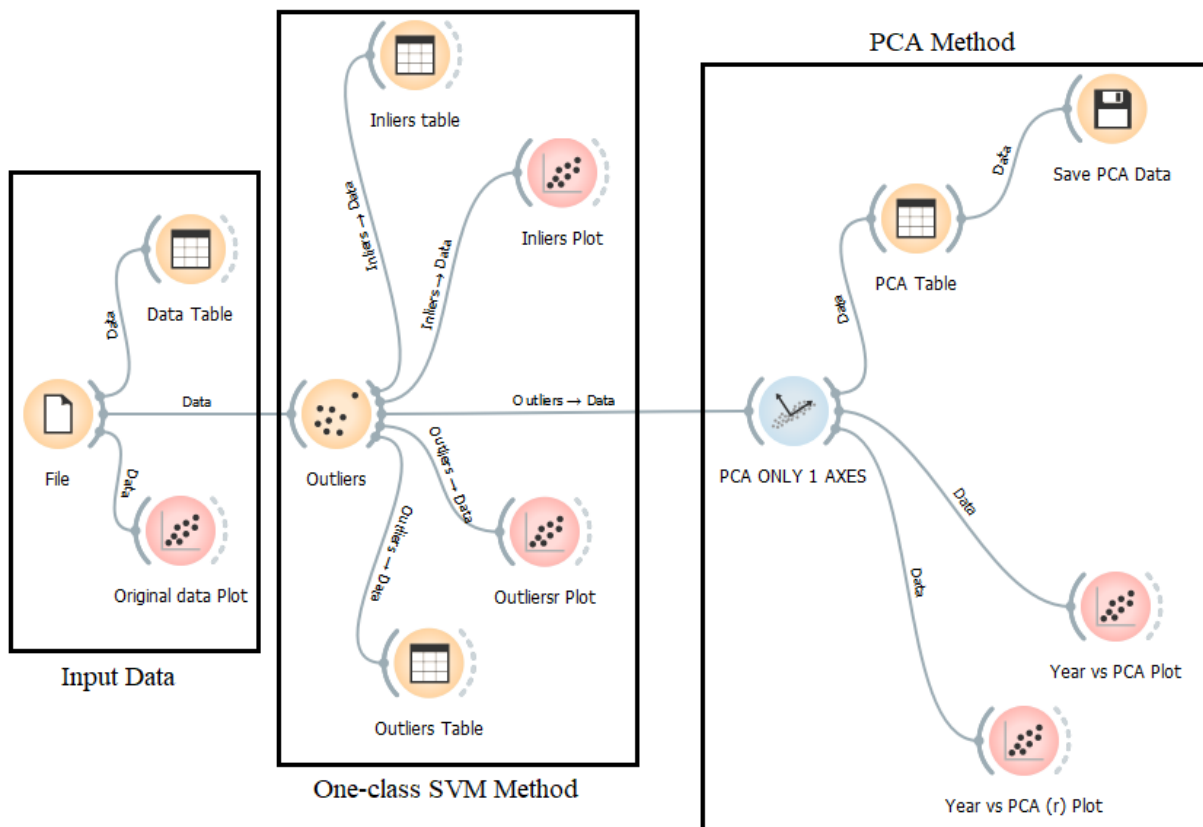 PCA Method
Inliers table
Save PCA Data
Data
Inliers → Data
Inliers Plot
Inliers → Data
PCA Table
Data Table
Data
Data
Data
Outliers → Data
File
Outliers
PCA ONLY 1 AXES
Data
Outliers → Data
Outliers → Data
Data
Data
Original data Plot
Outliersr Plot
Input Data
Year vs PCA Plot
Outliers Table
One-class SVM Method
Year vs PCA (r) Plot